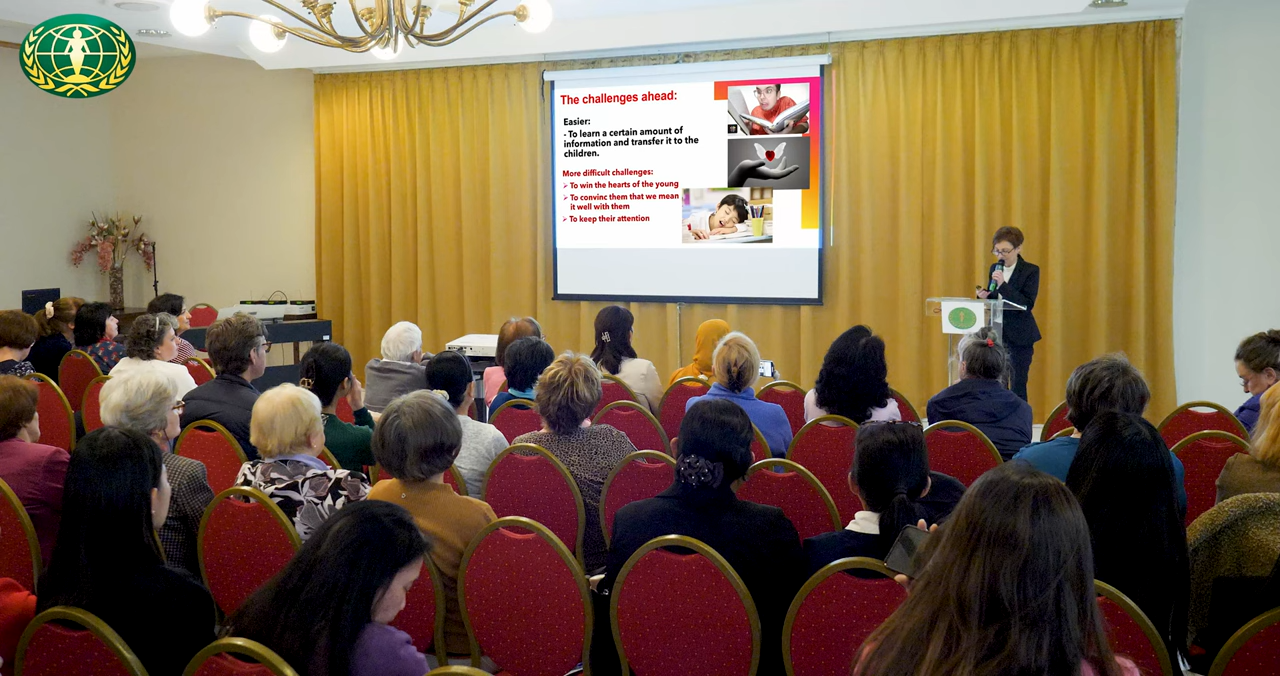 The challenges ahead:
Easier:
- To learn a certain amount of
information and transfer it to the
children.
More difficult challenges:
➢ To win the hearts of the young
➢ To convinc them that we mean
it well with them
➢ To keep their attention